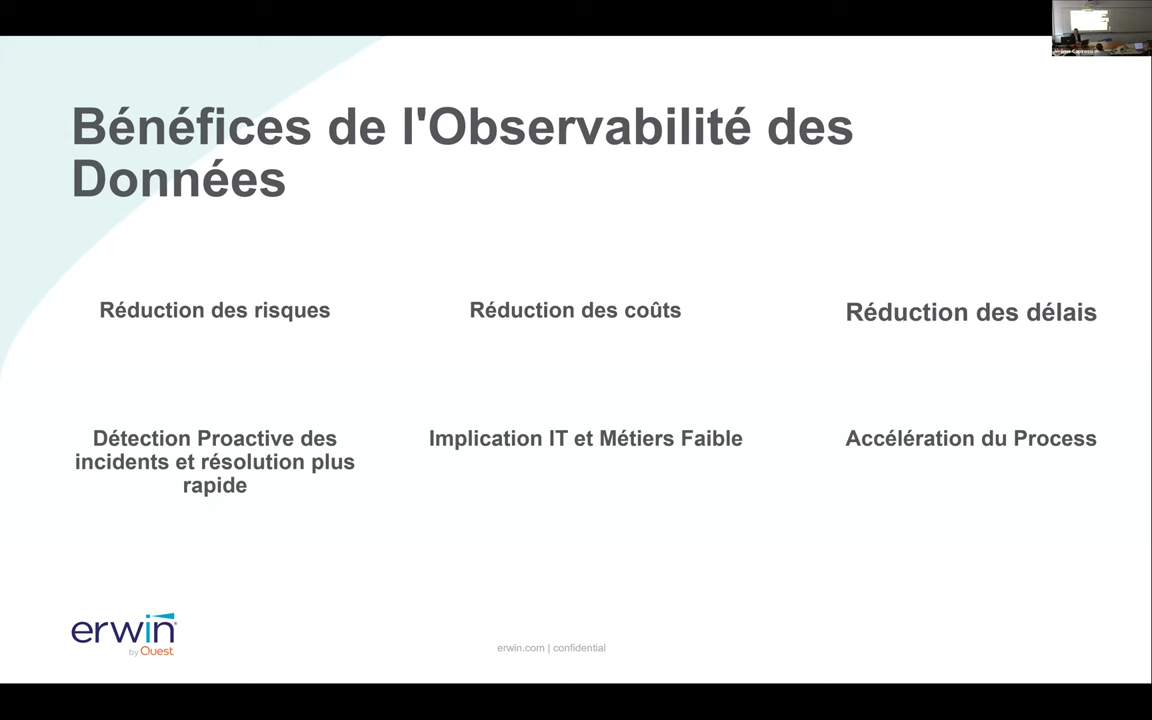 Bénéfices de l'Observabilité des
Données
Réduction des risques
Réduction des coûts
Réduction des délais
Détection Proactive des
incidents et résolution plus
rapide
Implication IT et Métiers Faible
Accélération du Process
erwin
by Quest
erwin.com | confidential